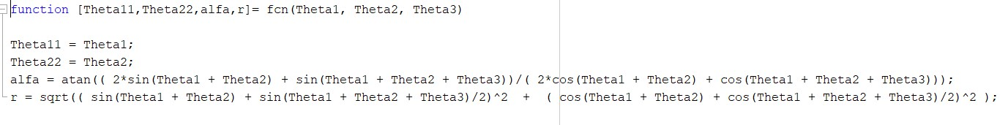 function [Theta11,Theta22,alfa,r]= fcn(Theta1, Theta2, Theta3)
Theta11 = Theta1;
Theta22 = Theta2;
alfa = atan(( 2*sin(Theta1 + Theta2) + sin(Theta1 + Theta2 + Theta3))/( 2*cos(Theta1 + Theta2) + cos(Theta1 + Theta2 + Theta3)));
r = sqrt(( sin(Theta1 + Theta2) + sin(Theta1 + Theta2 + Theta3)/2)^2  +  ( cos(Theta1 + Theta2) + cos(Theta1 + Theta2 + Theta3)/2)^2 );